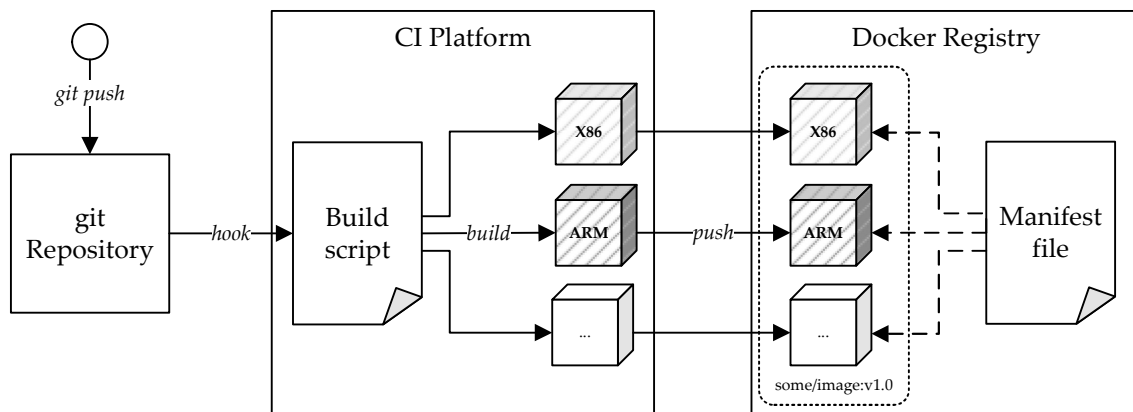 CI Platform
Docker Registry
git push
git
Repository
hook
Build
script
build
X86
ARM
...
push
X86
ARM
...
some/image:v1.0
Manifest
file